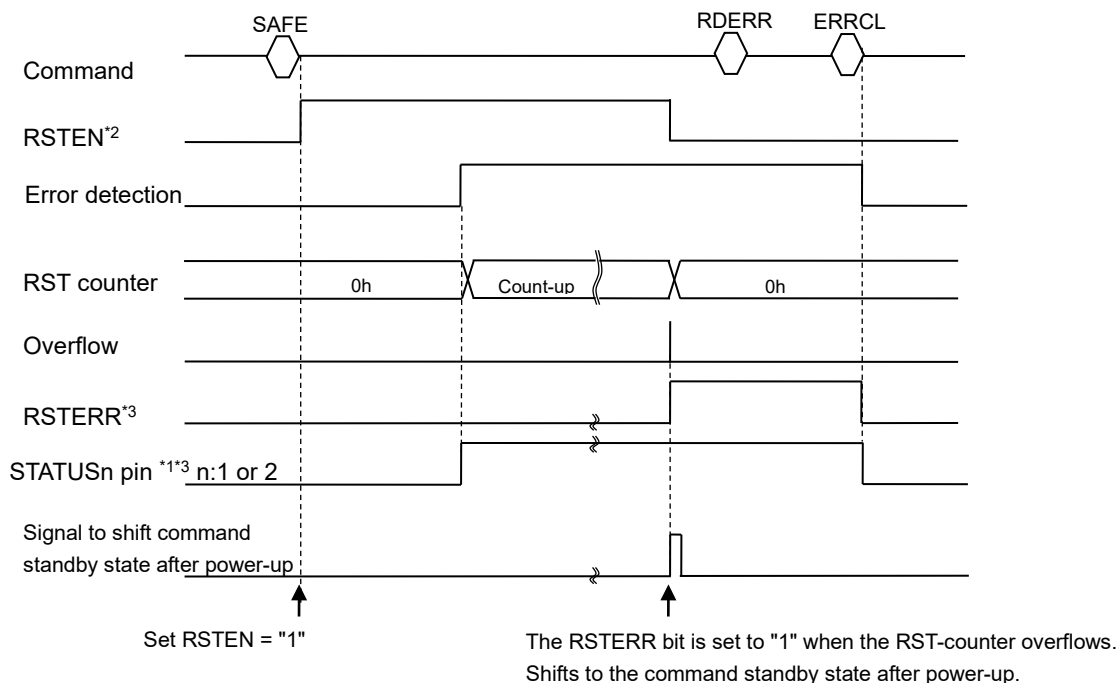 SAFE RDERR ERRCL
Command
RSTEN*2
Error detection
RST counter
0h Count-up 0h
Overflow
RSTERR*3
STATUSn pin *1*3 n:1 or 2
Signal to shift command
standby state after power-up
Set RSTEN = "1"
The RSTERR bit is set to "1" when the RST-counter overflows.
Shifts to the command standby state after power-up.